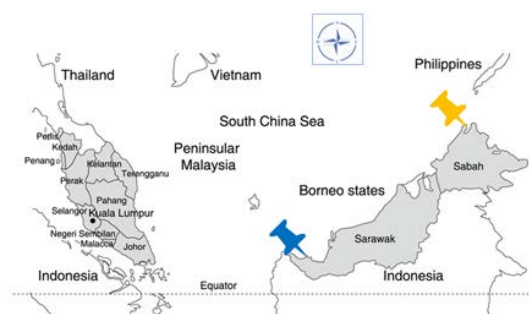 Thailand
Vietnam
Philippines
South China Sea
Perlis
Kedah
Penang
Kelantan
Terengganu
Perak
Peninsular
Malaysia
Sabah
Pahang
Selangor
Kuala Lumpur
Borneo states
Negeri Sembilan
Malacca
Johor
Sarawak
Indonesia
Indonesia
Equator